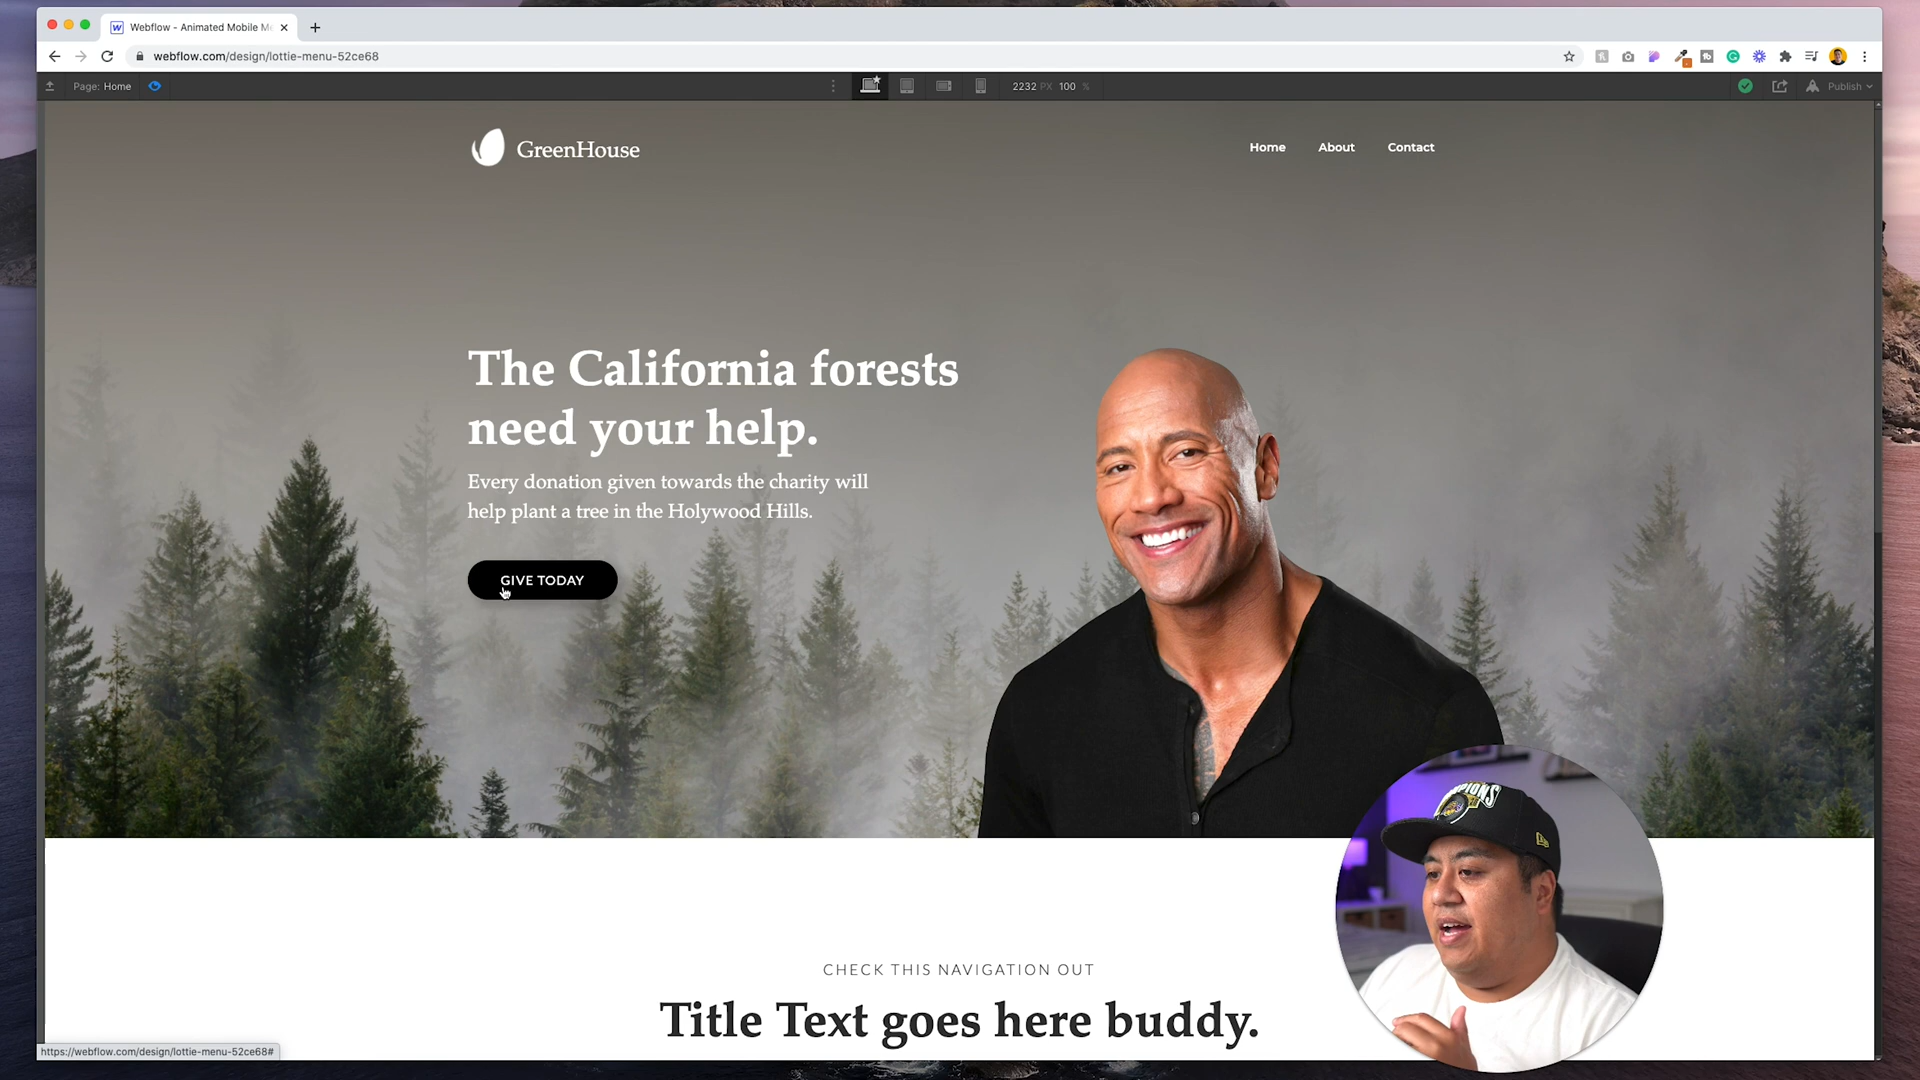 Webflow - Animated Mobile Me
webflow.com/design/lottie-menu-52ce68
Page: Home
2232 PX 100 %
Publish
GreenHouse
Home
About
Contact
The California forests
need your help.
Every donation given towards the charity will
help plant a tree in the Holywood Hills.
GIVE TODAY
CHECK THIS NAVIGATION OUT
Title Text goes here buddy.
https://webflow.com/design/lottie-menu-52ce68#